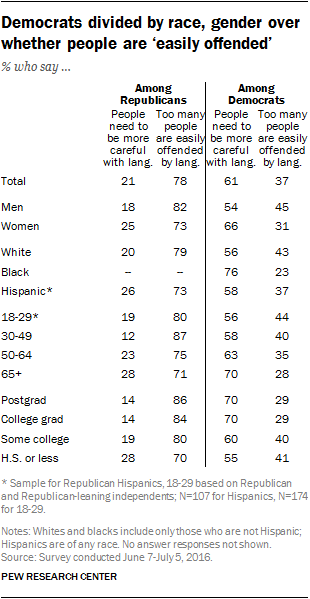 Democrats divided by race, gender over
whether people are ‘easily offended’
% who say ...
Among Republicans Among Democrats
People need to be more careful with lang. Too many people are easily offended by lang. People need to be more careful with lang. Too many people are easily offended by lang.
Total 21 78 61 37
Men 18 82 54 45
Women 25 73 66 31
White 20 79 56 43
Black -- -- 76 23
Hispanic* 26 73 58 37
18-29* 19 80 56 44
30-49 12 87 58 40
50-64 23 75 63 35
65+ 28 71 70 28
Postgrad 14 86 70 29
College grad 14 84 70 29
Some college 19 80 60 40
H.S. or less 28 70 55 41
* Sample for Republican Hispanics, 18-29 based on Republican
and Republican-leaning independents; N=107 for Hispanics, N=174
for 18-29.
Notes: Whites and blacks include only those who are not Hispanic;
Hispanics are of any race. No answer responses not shown.
Source: Survey conducted June 7-July 5, 2016.
PEW RESEARCH CENTER